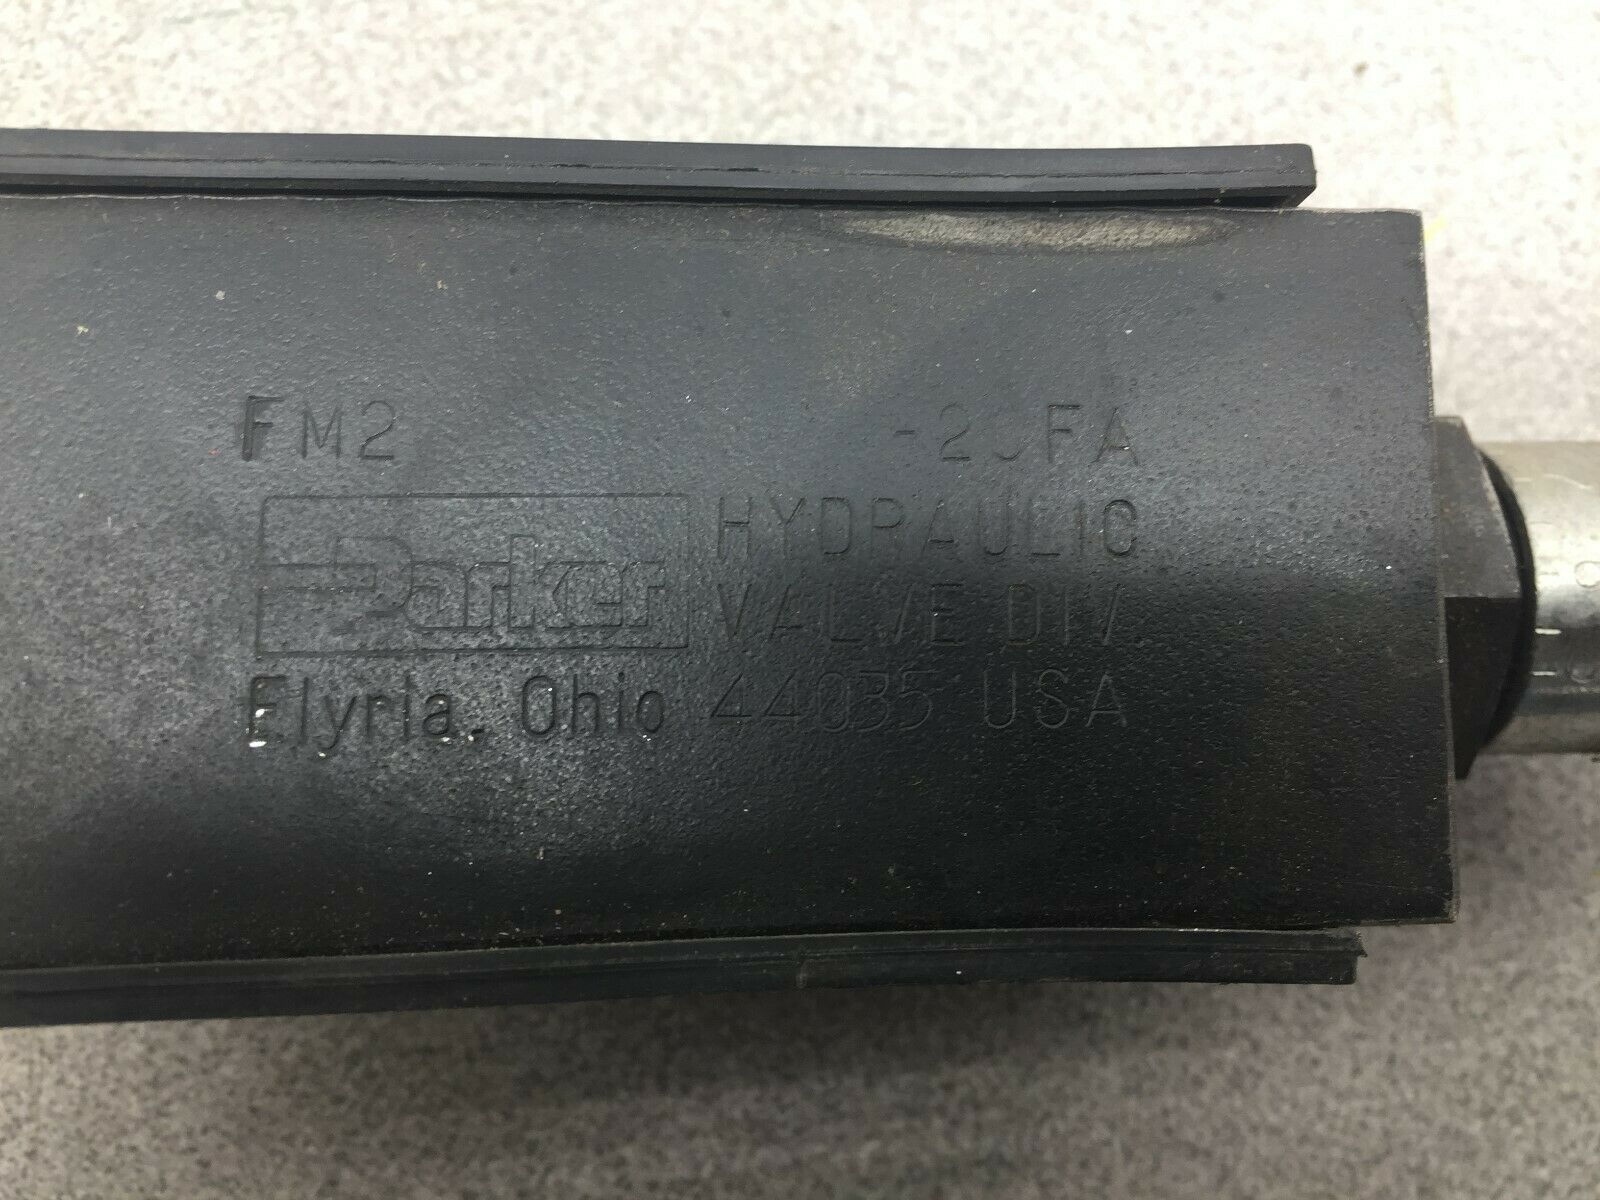 FM2 -20FA
Parker HYDRAULIC
VALVE DIV.
Elyria, Ohio 44035 USA